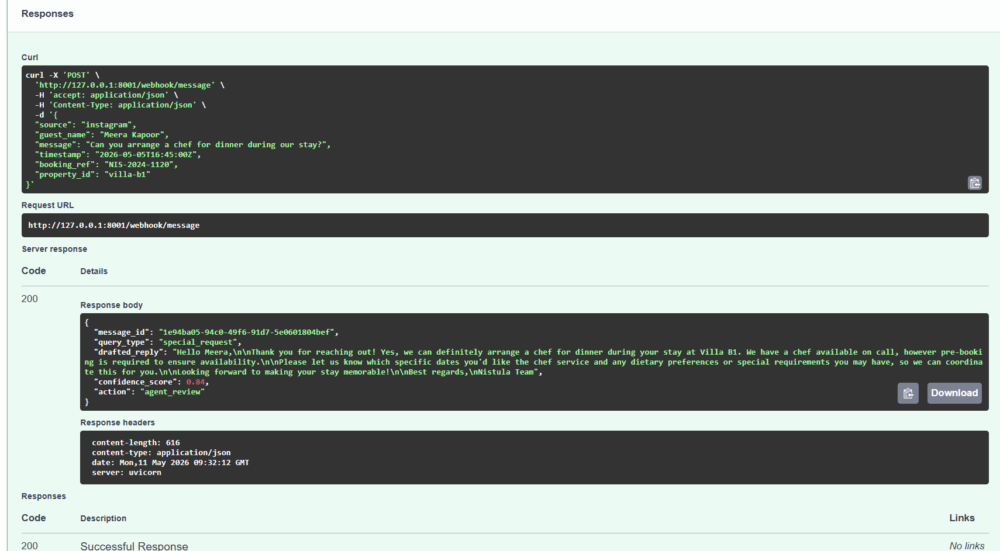 Responses
Curl
curl -X 'POST' \
  'http://127.0.0.1:8001/webhook/message' \
  -H 'accept: application/json' \
  -H 'Content-Type: application/json' \
  -d '{
  "source": "instagram",
  "guest_name": "Meera Kapoor",
  "message": "Can you arrange a chef for dinner during our stay?",
  "timestamp": "2026-05-05T16:45:00Z",
  "booking_ref": "NIS-2024-1120",
  "property_id": "villa-b1"
}'
Request URL
http://127.0.0.1:8001/webhook/message
Server response
Code Details
200
Response body
{
  "message_id": "1e94ba05-94c0-49f6-91d7-5e0601804bef",
  "query_type": "special_request",
  "drafted_reply": "Hello Meera,\n\nThank you for reaching out! Yes, we can definitely arrange a chef for dinner during your stay at Villa B1. We have a chef available on call, however pre-booki
ng is required to ensure availability.\n\nPlease let us know which specific dates you'd like the chef service and any dietary preferences or special requirements you may have, so we can coordina
te this for you.\n\nLooking forward to making your stay memorable!\n\nBest regards,\nNistula Team",
  "confidence_score": 0.84,
  "action": "agent_review"
}
Download
Response headers
content-length: 616
content-type: application/json
date: Mon,11 May 2026 09:32:12 GMT
server: uvicorn
Responses
Code Description Links
200 Successful Response No links